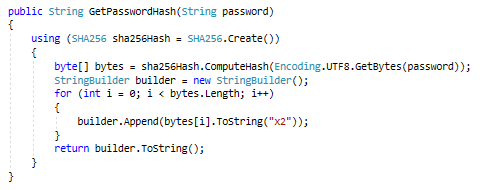 public String GetPasswordHash(String password)
{
using (SHA256 sha256Hash = SHA256.Create())
{
byte[] bytes = sha256Hash.ComputeHash(Encoding.UTF8.GetBytes(password));
StringBuilder builder = new StringBuilder();
for (int i = 0; i < bytes.Length; i++)
{
builder.Append(bytes[i].ToString("x2"));
}
return builder.ToString();
}
}